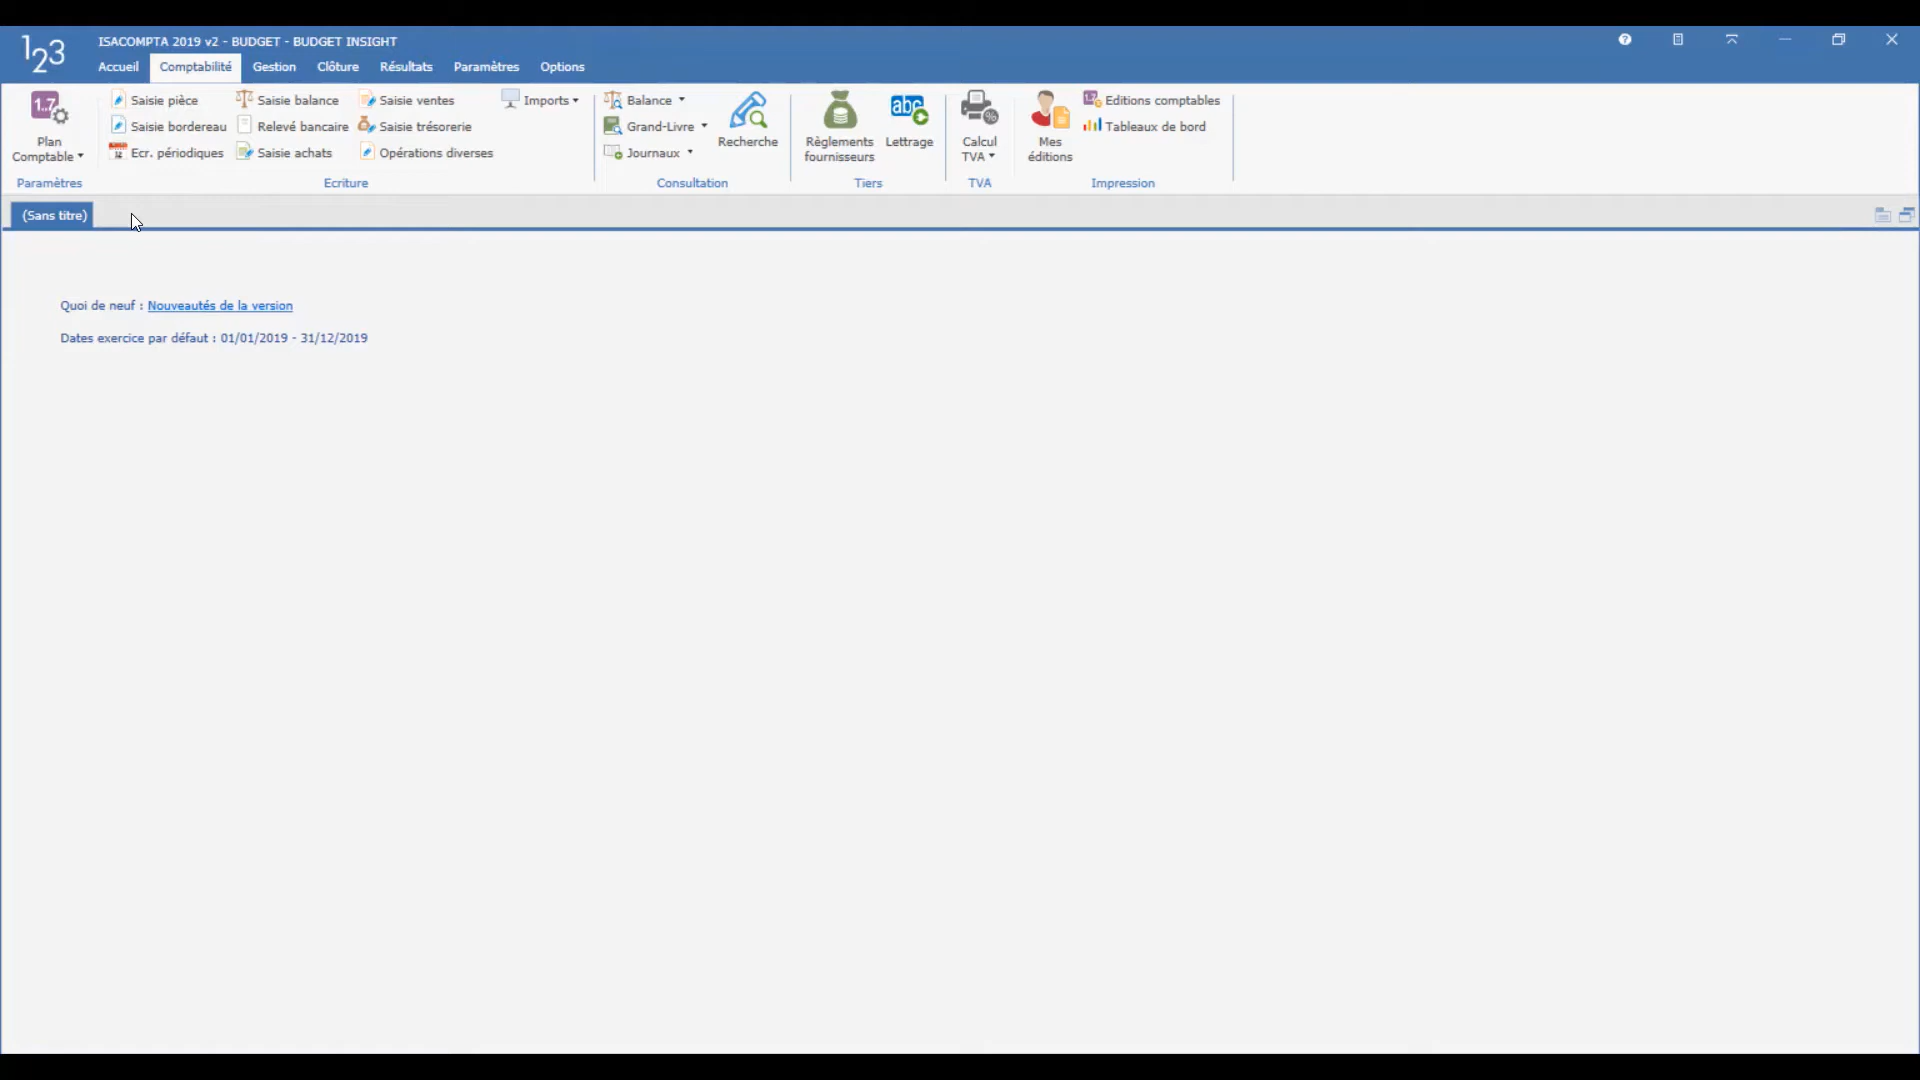 123
ISACOMPTA 2019 v2 - BUDGET - BUDGET INSIGHT
Accueil Comptabilité Gestion Clôture Résultats Paramètres Options
Plan Comptable
Saisie pièce
Saisie bordereau
Ecr. périodiques
Saisie balance
Relevé bancaire
Saisie achats
Saisie ventes
Saisie trésorerie
Opérations diverses
Imports
Balance
Grand-Livre
Journaux
Recherche
Règlements fournisseurs
abc
Lettrage
Calcul TVA
Mes éditions
Editions comptables
Tableaux de bord
Paramètres Ecriture Consultation Tiers TVA Impression
(Sans titre)
Quoi de neuf : Nouveautés de la version
Dates exercice par défaut : 01/01/2019 - 31/12/2019